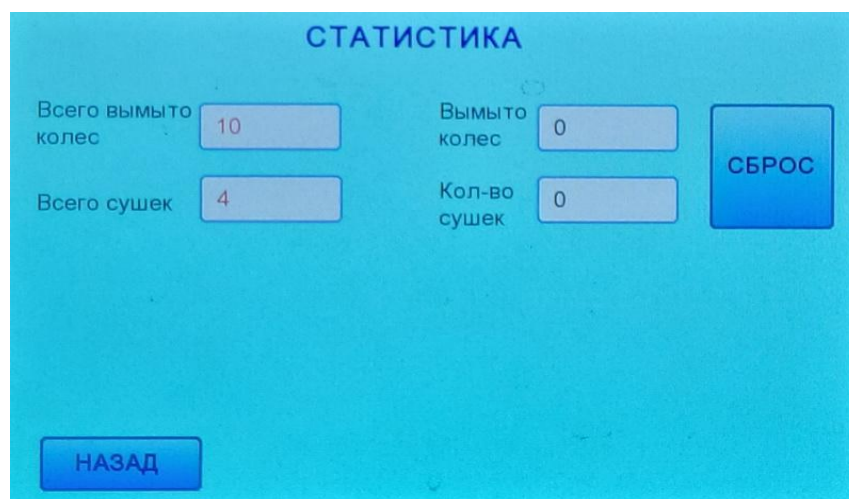 СТАТИСТИКА
Всего вымыто
колес
10
Вымыто
колес
0
СБРОС
Всего сушек
4
Кол-во
сушек
0
НАЗАД